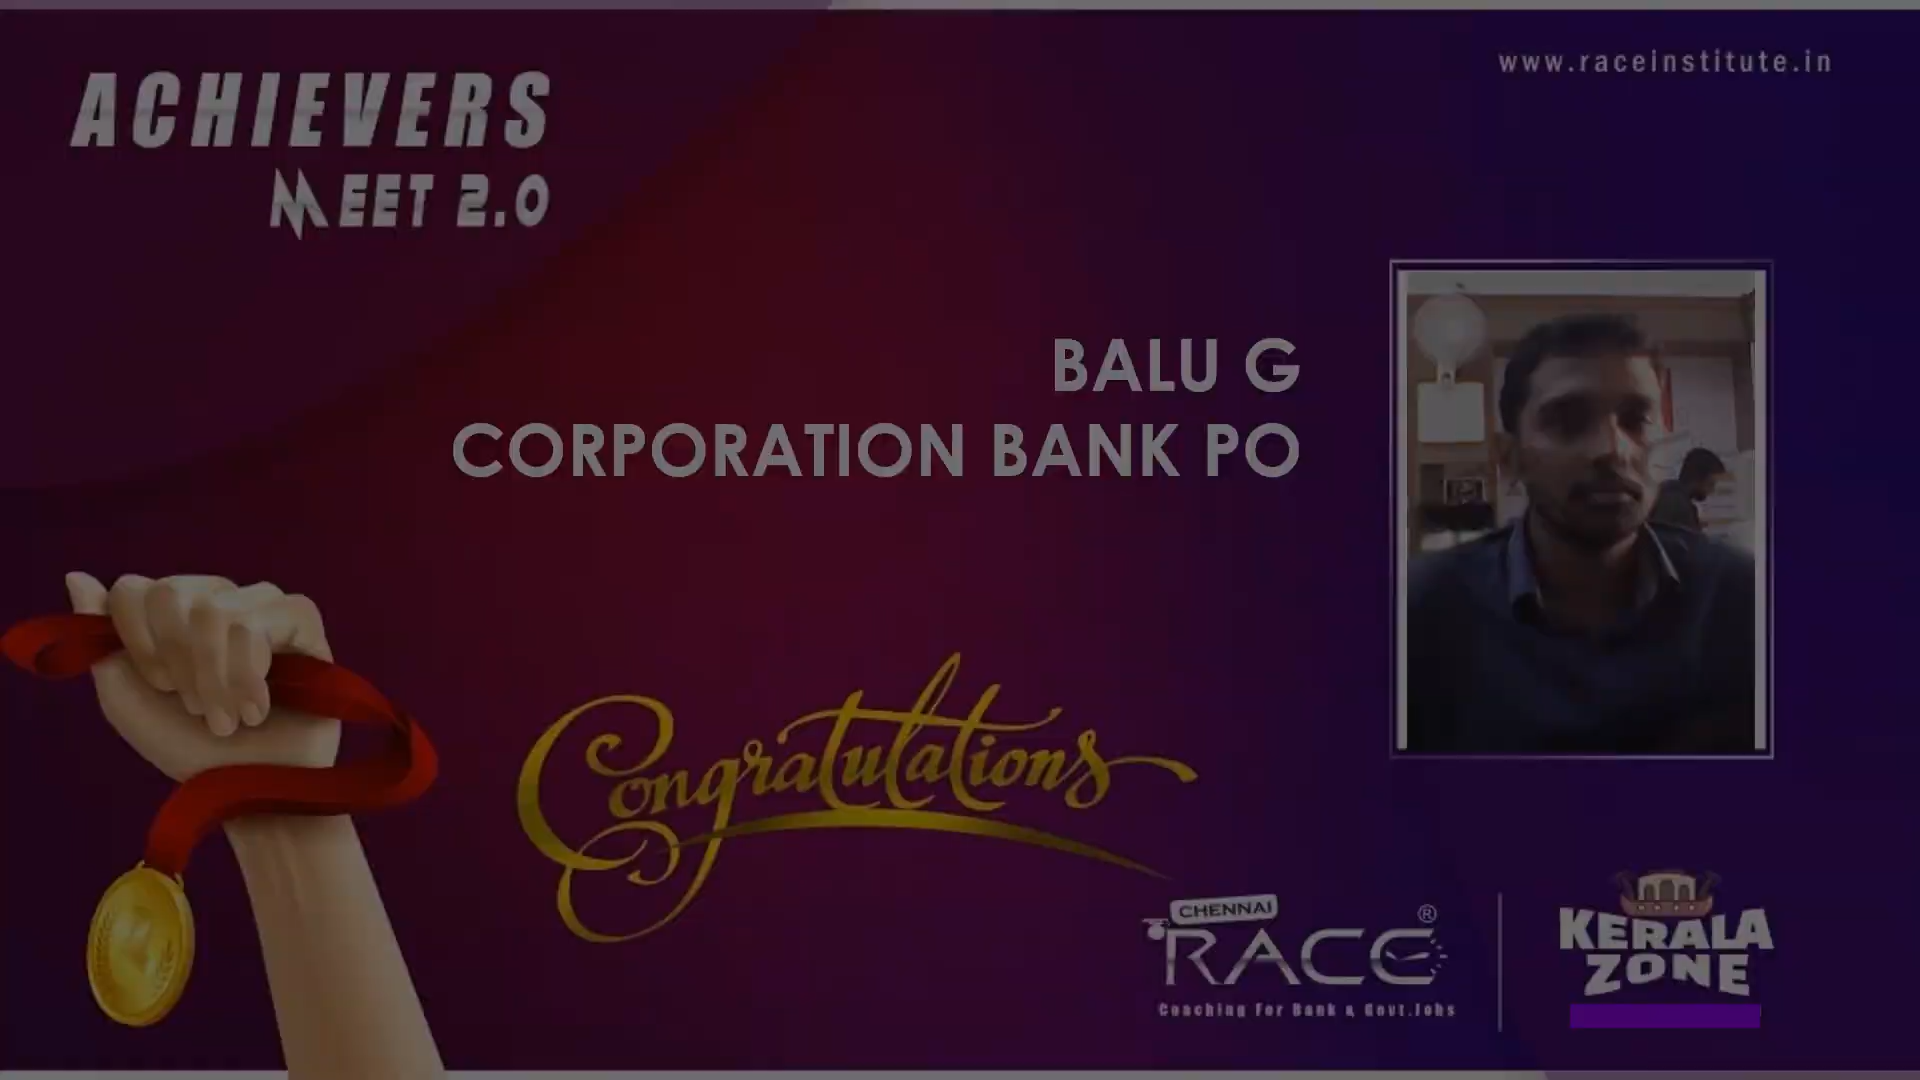 ACHIEVERS
MEET 2.0
www.raceinstitute.in
BALU G
CORPORATION BANK PO
Congratulations
CHENNAI
RACE ®
Coaching For Bank & Govt.Jobs
KERALA
ZONE